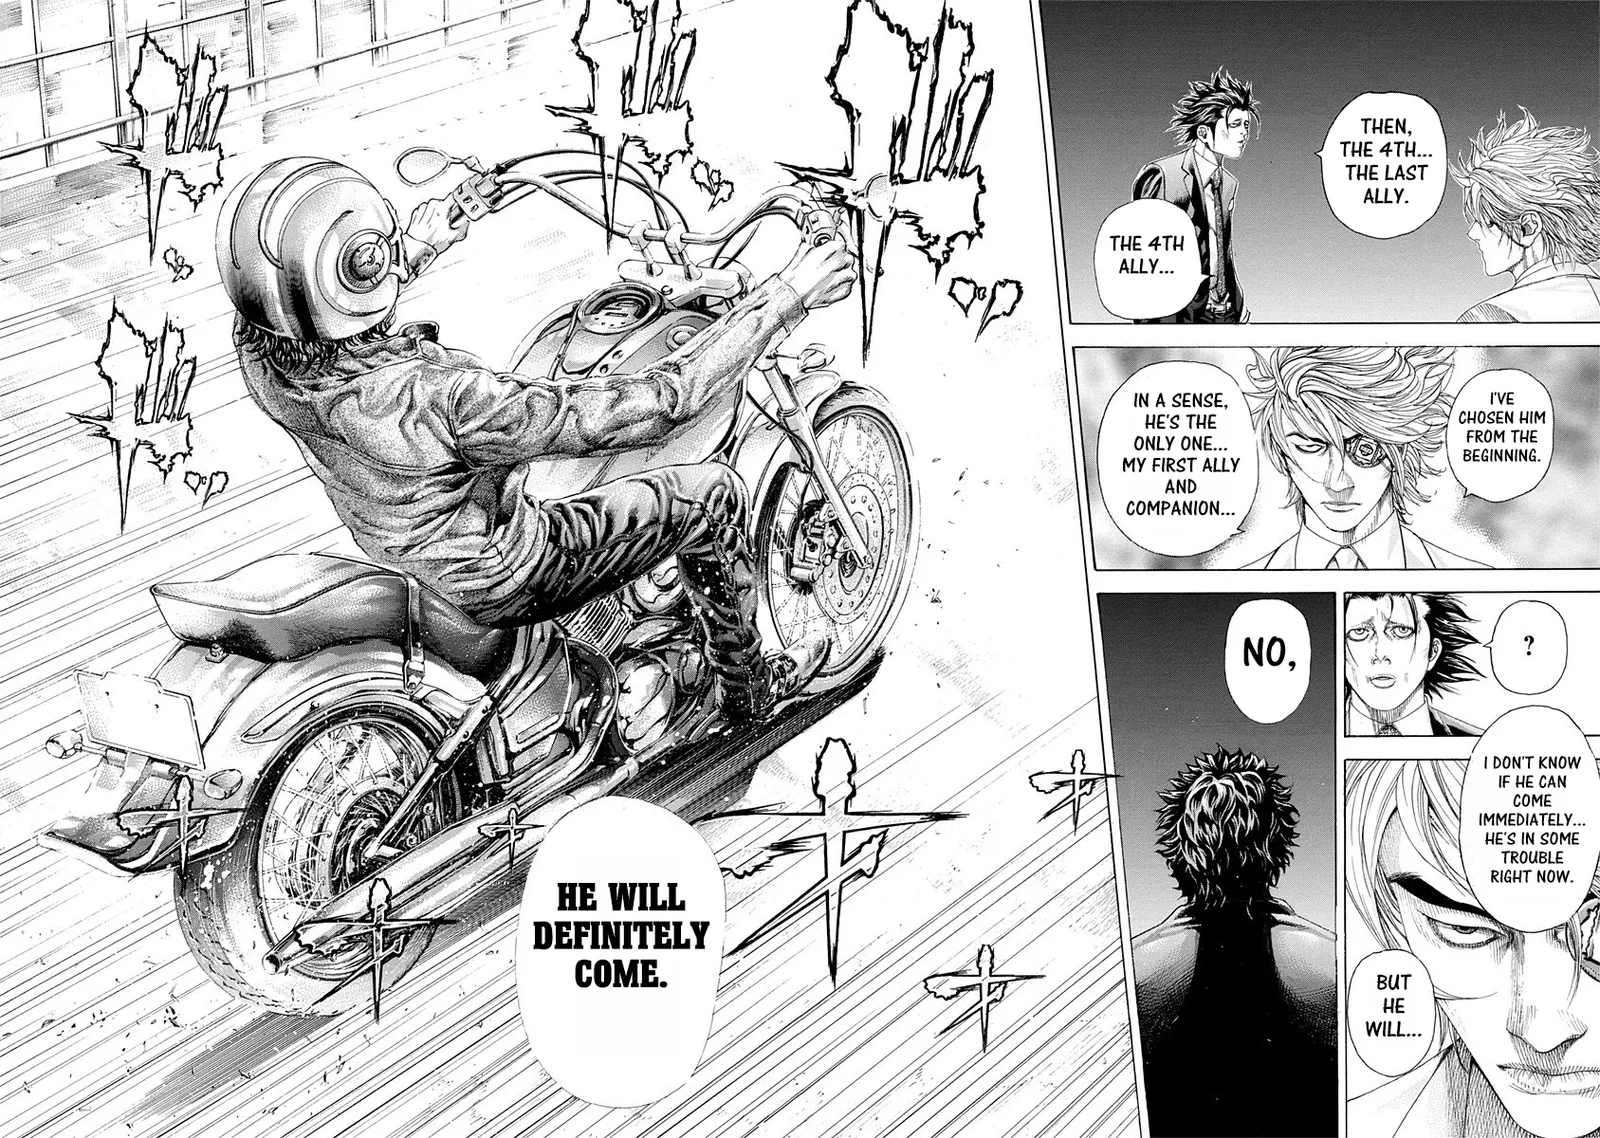 THEN,
THE 4TH...
THE LAST
ALLY.
THE 4TH
ALLY...
I'VE
CHOSEN HIM
FROM THE
BEGINNING.
IN A SENSE,
HE'S THE
ONLY ONE...
MY FIRST ALLY
AND
COMPANION...
?
I DON'T KNOW
IF HE CAN
COME
IMMEDIATELY...
HE'S IN SOME
TROUBLE
RIGHT NOW.
BUT
HE
WILL...
NO,
HE WILL
DEFINITELY
COME.